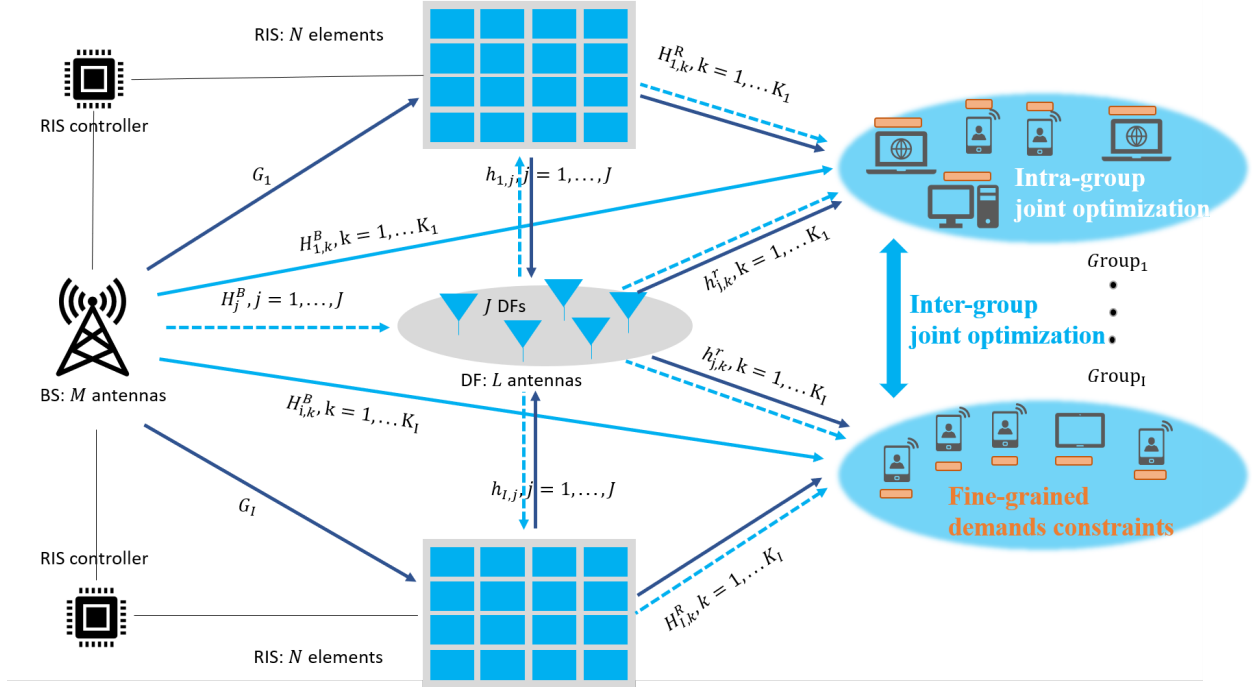 RIS: N elements
H^R_{1,k}, k = 1, … K_1
RIS controller
G_1
h_{1,j}, j = 1, … , J
Intra-group
joint optimization
H^B_{1,k}, k = 1, … K_1
h^r_{j,k}, k = 1, … K_1
Group_1
H^B_j, j = 1, … , J
J DFs
Inter-group
joint optimization
BS: M antennas
DF: L antennas
h^r_{j,k}, k = 1, … K_I
Group_I
H^B_{i,k}, k = 1, … K_I
G_I
h_{I,j}, j = 1, … , J
Fine-grained
demands constraints
RIS controller
H^R_{I,k}, k = 1, … K_I
RIS: N elements